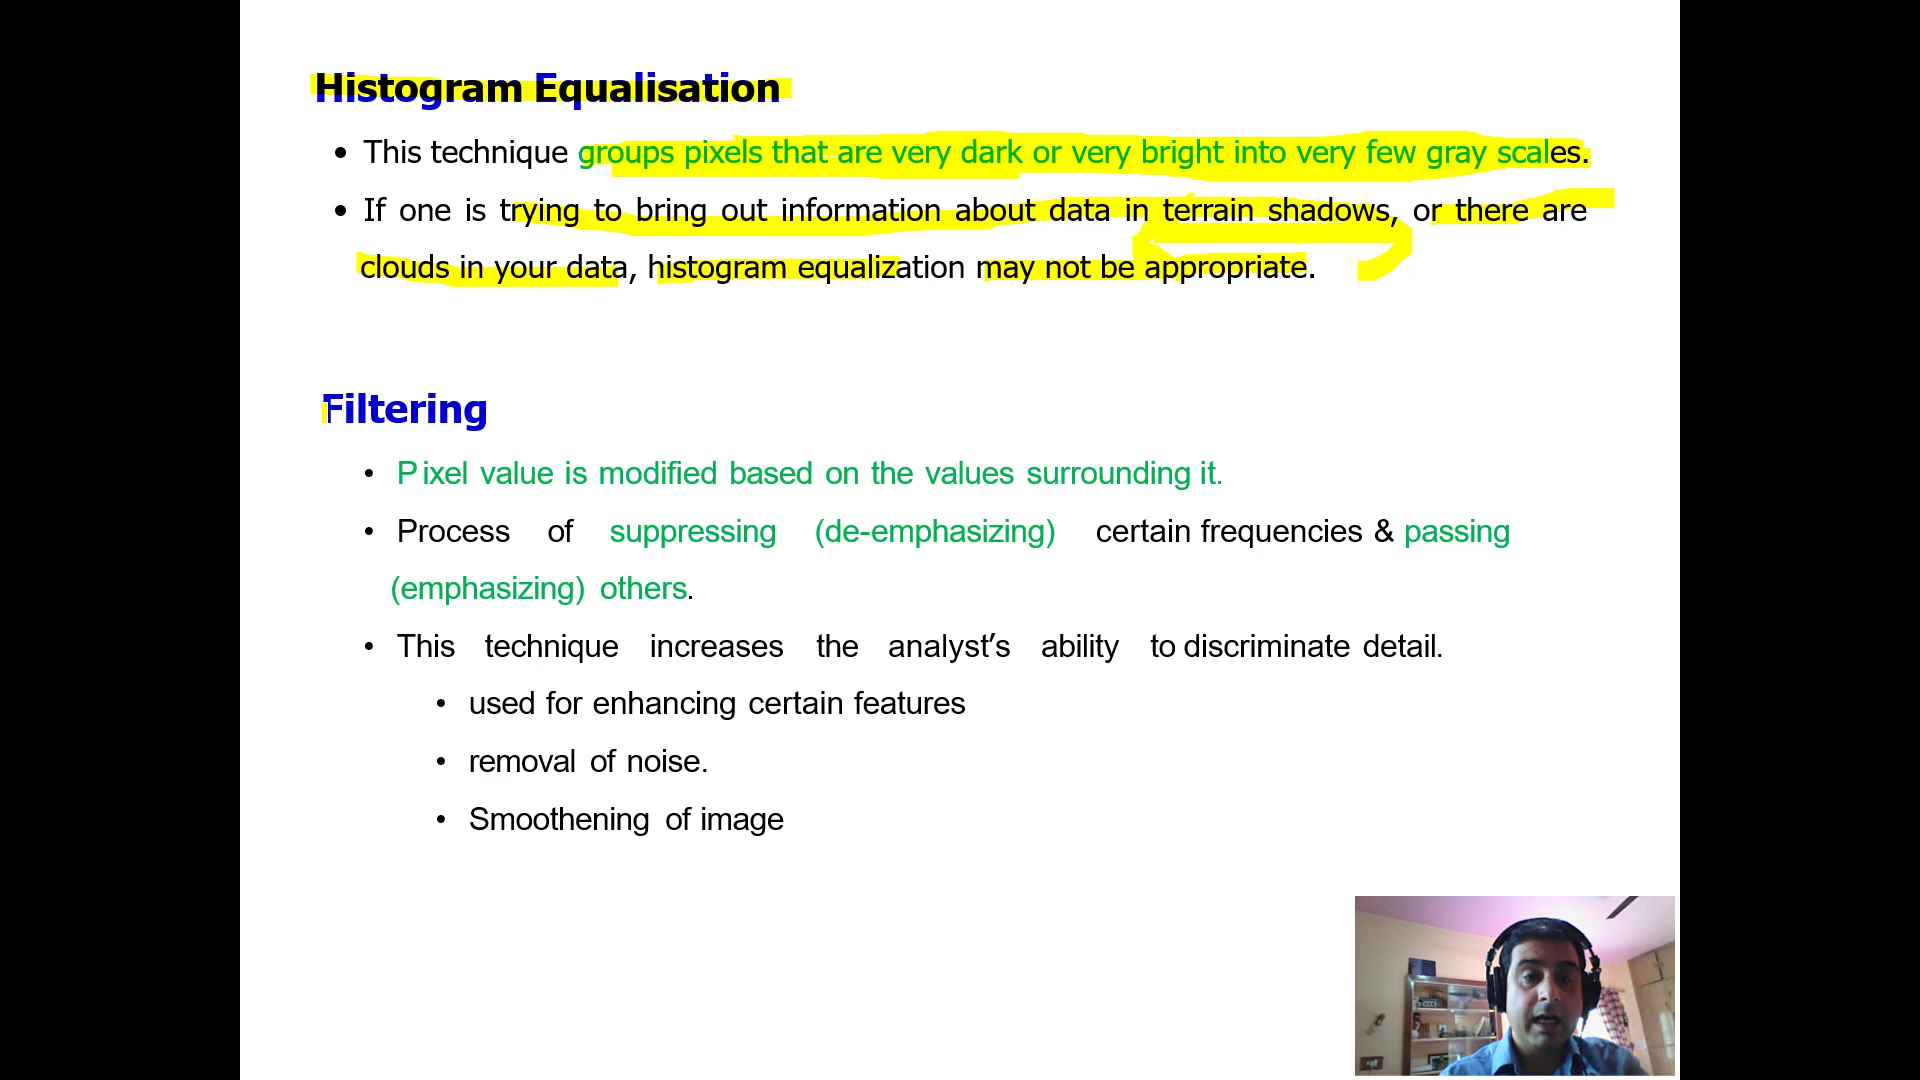 Histogram Equalisation
• This technique groups pixels that are very dark or very bright into very few gray scales.
• If one is trying to bring out information about data in terrain shadows, or there are
clouds in your data, histogram equalization may not be appropriate.
Filtering
• Pixel value is modified based on the values surrounding it.
• Process of suppressing (de-emphasizing) certain frequencies & passing
(emphasizing) others.
• This technique increases the analyst’s ability to discriminate detail.
• used for enhancing certain features
• removal of noise.
• Smoothening of image